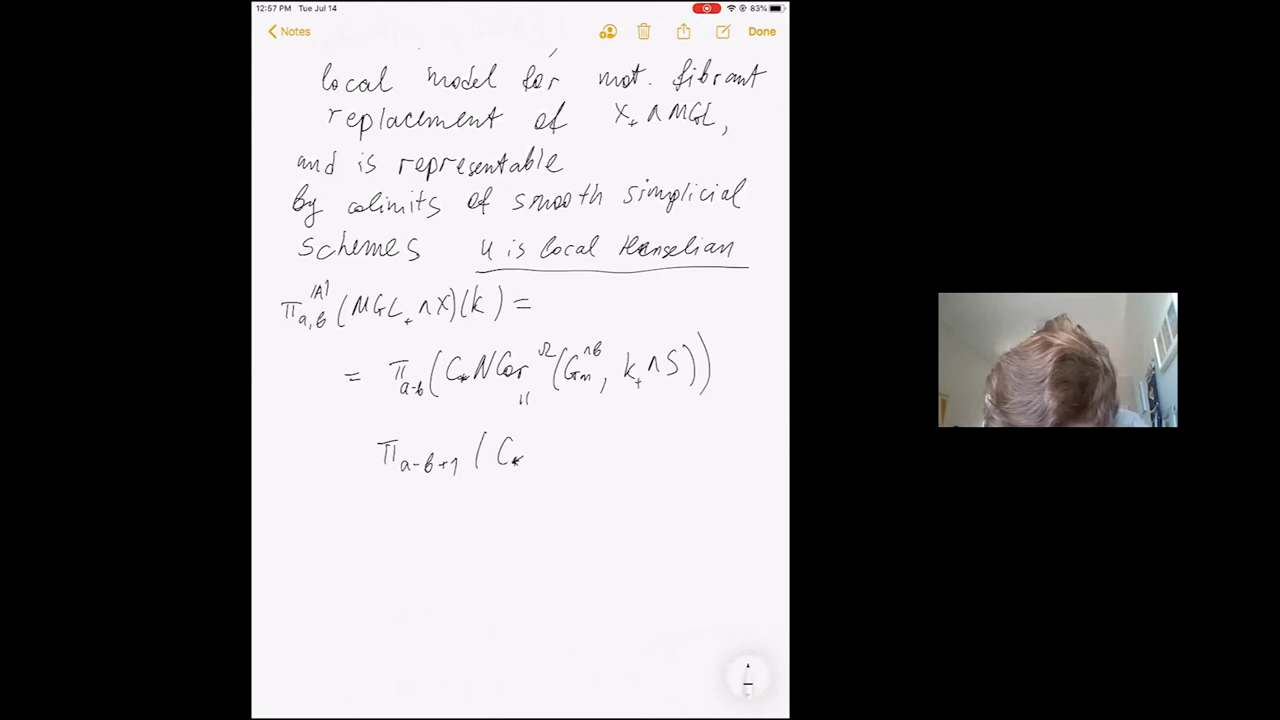 12:57 PM Tue Jul 14
83%
Notes
Done
local model for mot. fibrant
replacement of X₊ ∧ MGL,
and is representable
by colimits of smooth simplicial
schemes U is local Henselian
π_{a,b}^{|A¹|} (MGL₊ ∧ X)(k) =
= π_{a-b}(C_* NCor^Ω (G_m^{∧b}, k₊ ∧ S))
π_{a-b+1} ( C_*